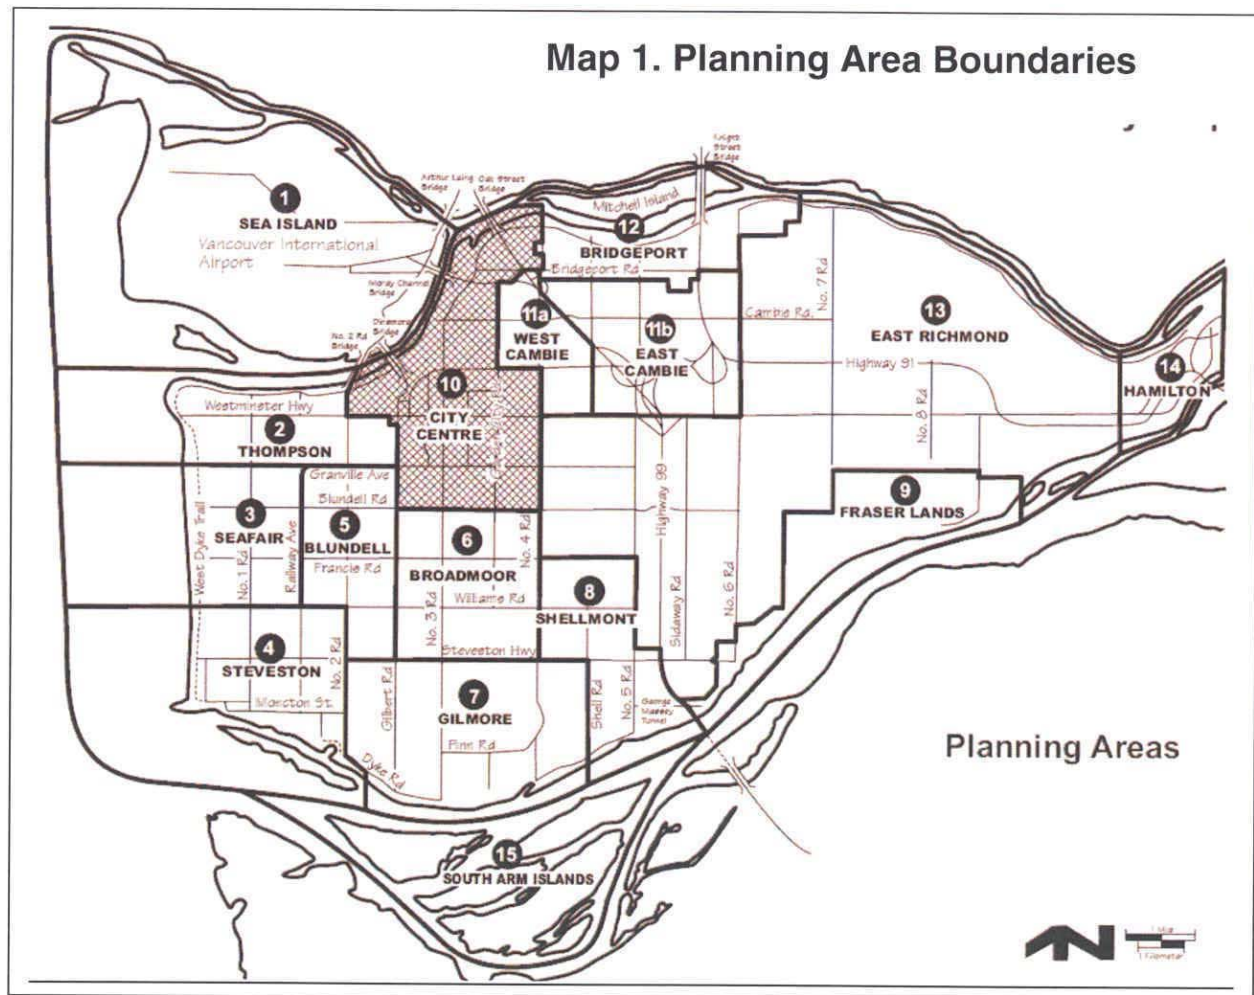 Map 1. Planning Area Boundaries
Knight
Street
Bridge
Arthur Laing
Bridge
Oak Street
Bridge
Mitchell Island
1
SEA ISLAND
Vancouver International
Airport
12
BRIDGEPORT
Bridgeport Rd
Moray Channel
Bridge
Dinsmore
Bridge
No. 2 Rd
Bridge
11a
WEST
CAMBIE
11b
EAST
CAMBIE
Cambie Rd.
No. 7 Rd
13
EAST RICHMOND
Highway 91
14
HAMILTON
10
CITY
CENTRE
Westminster Hwy
2
THOMPSON
No. 8 Rd
Granville Ave
Blundell Rd
9
FRASER LANDS
Highway 99
West Dyke Trail
3
SEAFAIR
No. 1 Rd
Railway Ave
5
BLUNDELL
Francis Rd
6
BROADMOOR
No. 4 Rd
Williams Rd
No. 3 Rd
8
SHELLMONT
Sidaway Rd
No. 6 Rd
Steveston Hwy
4
STEVESTON
No. 2 Rd
Moncton St.
Gilbert Rd
7
GILMORE
Finn Rd
Dyke Rd
Shell Rd
No. 5 Rd
George
Massey
Tunnel
Planning Areas
15
SOUTH ARM ISLANDS
N
1 Mile
1 Kilometer